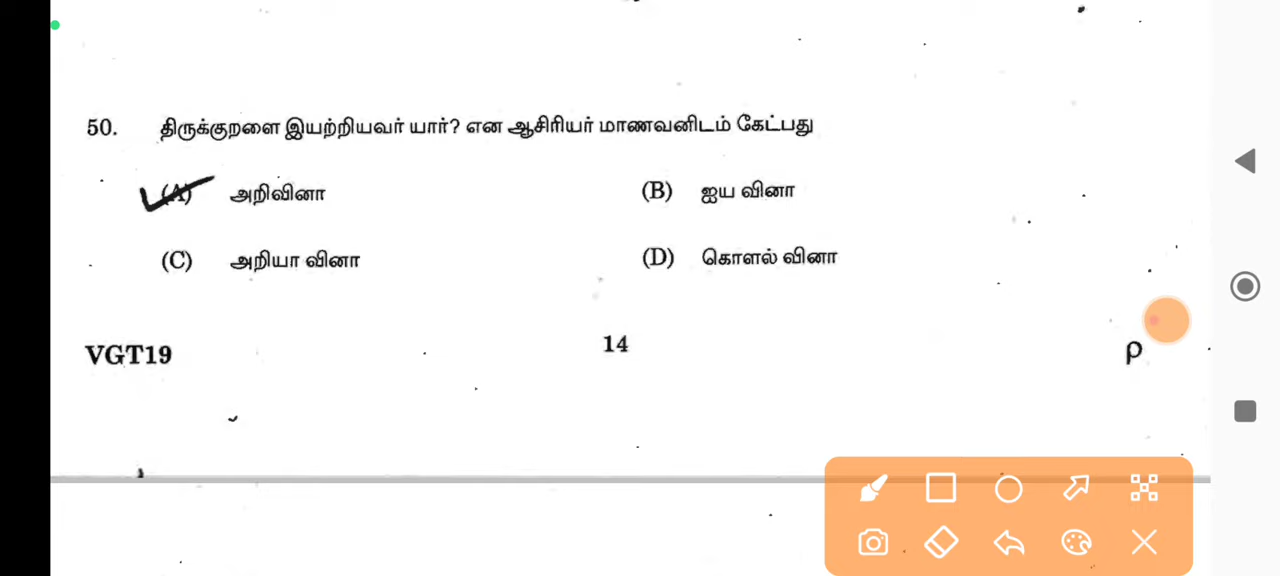 50. திருக்குறளை இயற்றியவர் யார்? என ஆசிரியர் மாணவனிடம் கேட்பது
(A) அறிவினா (B) ஐய வினா
(C) அறியா வினா (D) கொளல் வினா
VGT19 14 ρ